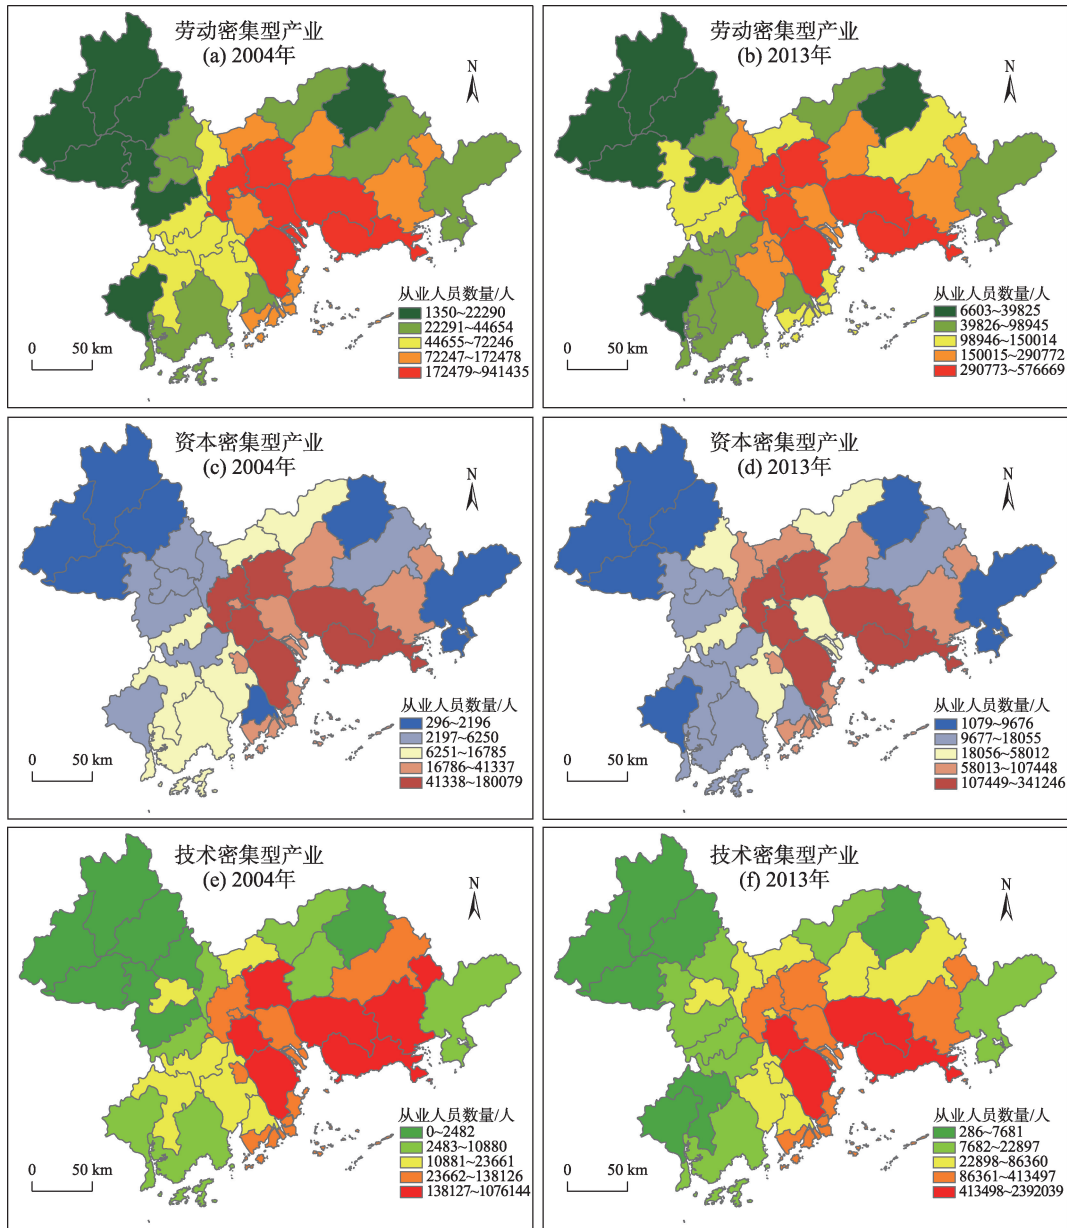 劳动密集型产业
(a) 2004年
N
从业人员数量/人
1350~22290
22291~44654
44655~72246
72247~172478
172479~941435
0 50 km
劳动密集型产业
(b) 2013年
N
从业人员数量/人
6603~39825
39826~98945
98946~150014
150015~290772
290773~576669
0 50 km
资本密集型产业
(c) 2004年
N
从业人员数量/人
296~2196
2197~6250
6251~16785
16786~41337
41338~180079
0 50 km
资本密集型产业
(d) 2013年
N
从业人员数量/人
1079~9676
9677~18055
18056~58012
58013~107448
107449~341246
0 50 km
技术密集型产业
(e) 2004年
N
从业人员数量/人
0~2482
2483~10880
10881~23661
23662~138126
138127~1076144
0 50 km
技术密集型产业
(f) 2013年
N
从业人员数量/人
286~7681
7682~22897
22898~86360
86361~413497
413498~2392039
0 50 km